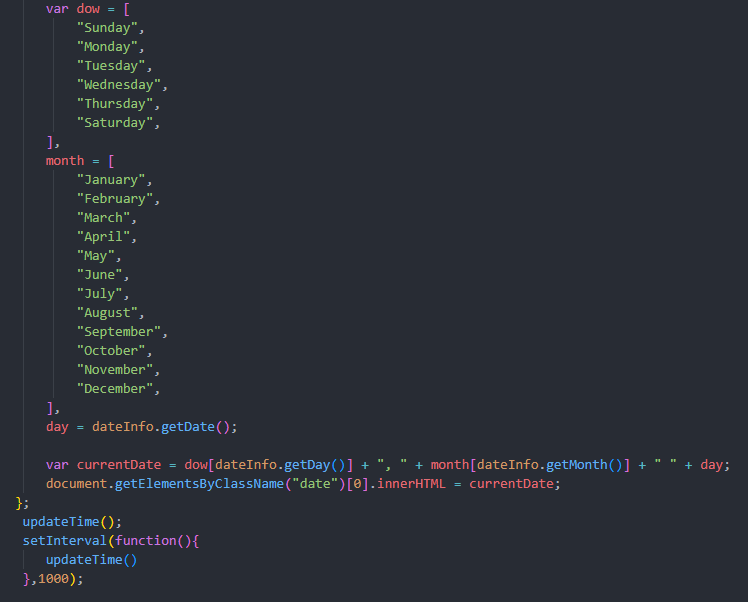 var dow = [
"Sunday",
"Monday",
"Tuesday",
"Wednesday",
"Thursday",
"Saturday",
],
month = [
"January",
"February",
"March",
"April",
"May",
"June",
"July",
"August",
"September",
"October",
"November",
"December",
],
day = dateInfo.getDate();
var currentDate = dow[dateInfo.getDay()] + ", " + month[dateInfo.getMonth()] + " " + day;
document.getElementsByClassName("date")[0].innerHTML = currentDate;
};
updateTime();
setInterval(function(){
updateTime()
},1000);